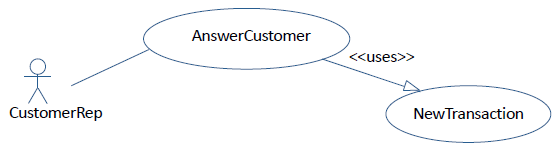 AnswerCustomer
<<uses>>
CustomerRep
NewTransaction